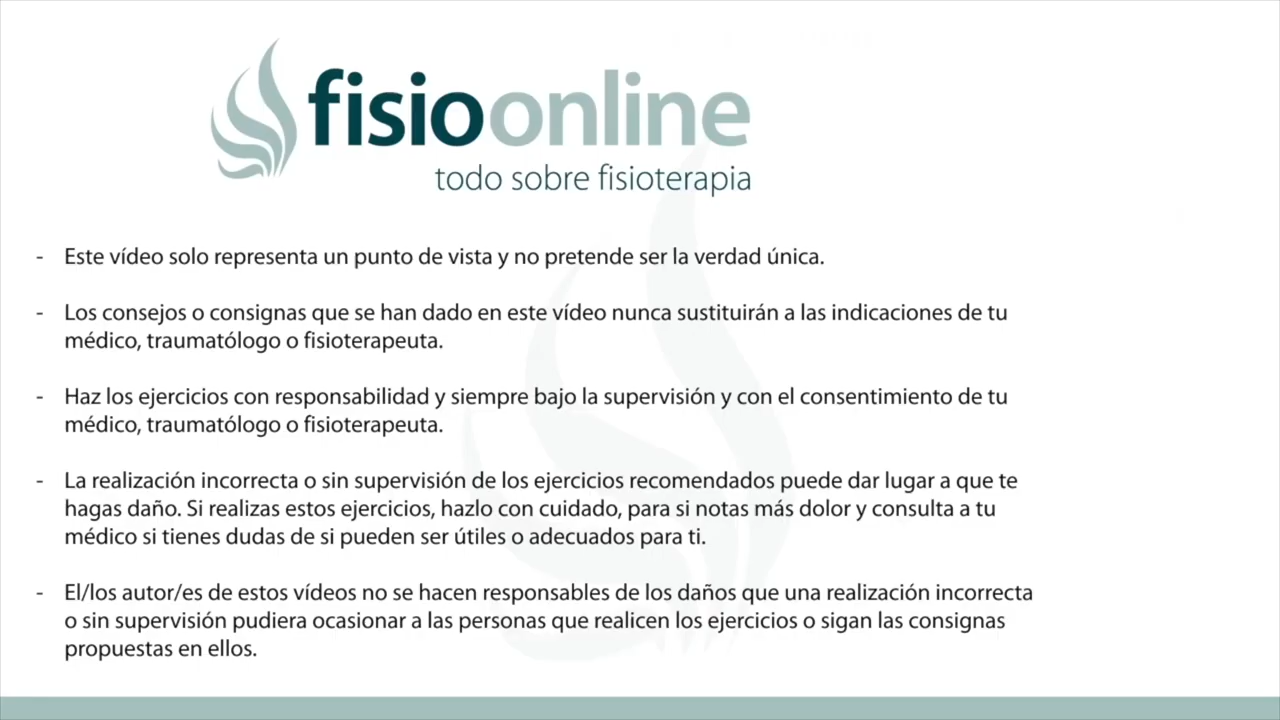 fisioonline
todo sobre fisioterapia
- Este vídeo solo representa un punto de vista y no pretende ser la verdad única.
- Los consejos o consignas que se han dado en este vídeo nunca sustituirán a las indicaciones de tu
médico, traumatólogo o fisioterapeuta.
- Haz los ejercicios con responsabilidad y siempre bajo la supervisión y con el consentimiento de tu
médico, traumatólogo o fisioterapeuta.
- La realización incorrecta o sin supervisión de los ejercicios recomendados puede dar lugar a que te
hagas daño. Si realizas estos ejercicios, hazlo con cuidado, para si notas más dolor y consulta a tu
médico si tienes dudas de si pueden ser útiles o adecuados para ti.
- El/los autor/es de estos vídeos no se hacen responsables de los daños que una realización incorrecta
o sin supervisión pudiera ocasionar a las personas que realicen los ejercicios o sigan las consignas
propuestas en ellos.